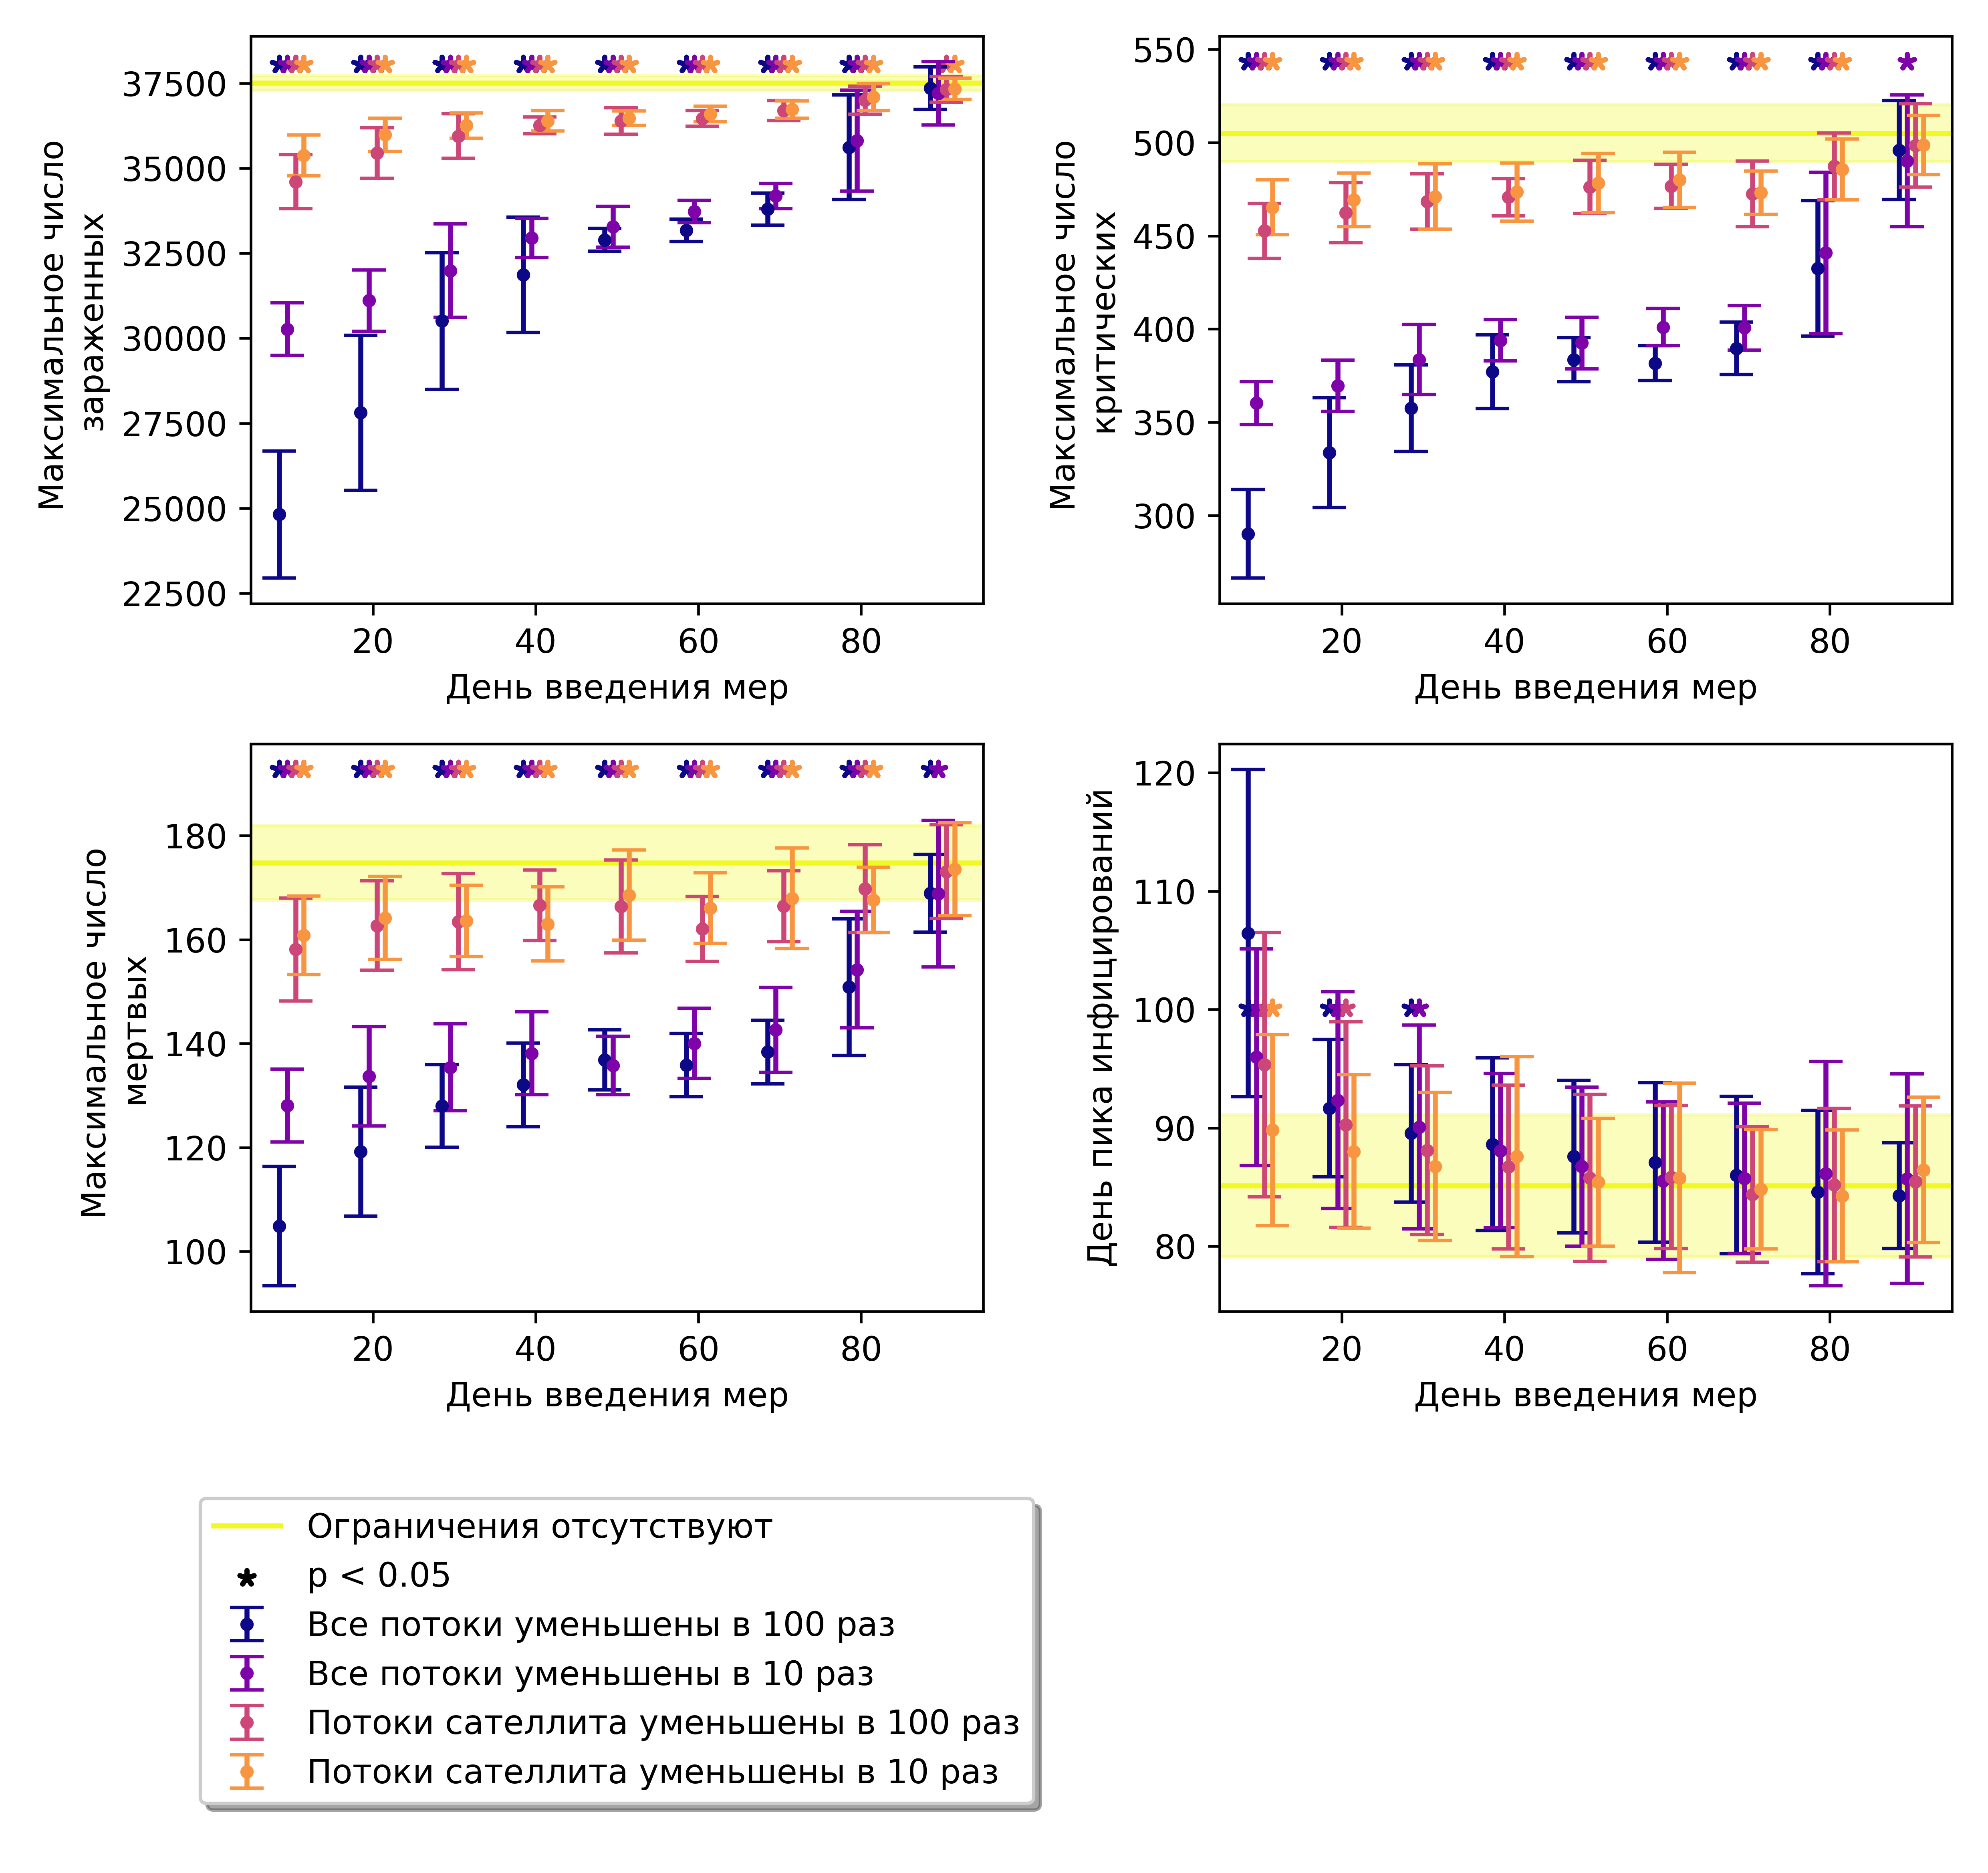 Максимальное число
зараженных
37500
35000
32500
30000
27500
25000
22500
20
40
60
80
День введения мер
Максимальное число
критических
550
500
450
400
350
300
20
40
60
80
День введения мер
Максимальное число
мертвых
180
160
140
120
100
20
40
60
80
День введения мер
День пика инфицирований
120
110
100
90
80
20
40
60
80
День введения мер
Ограничения отсутствуют
p < 0.05
Все потоки уменьшены в 100 раз
Все потоки уменьшены в 10 раз
Потоки сателлита уменьшены в 100 раз
Потоки сателлита уменьшены в 10 раз